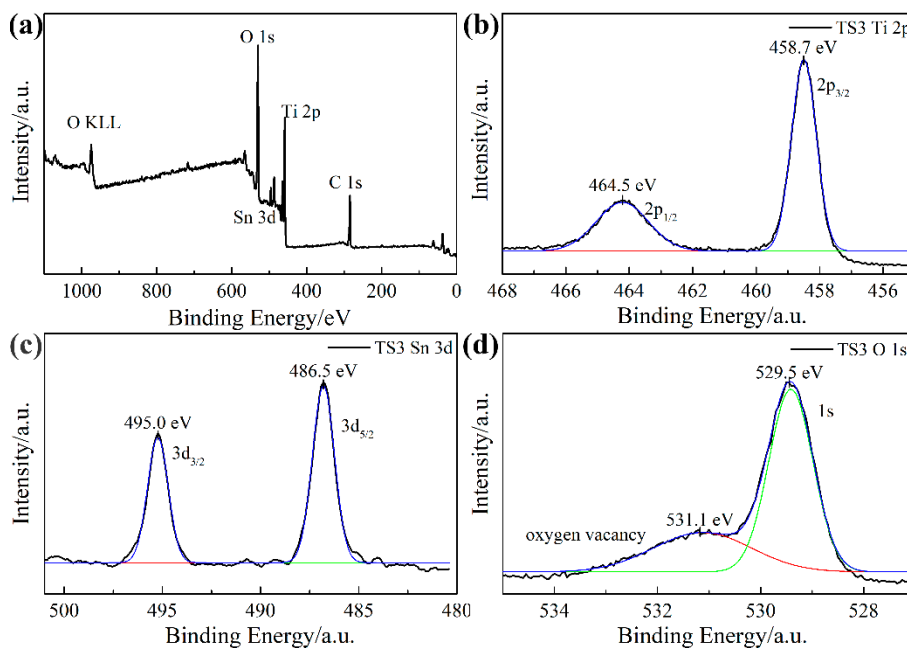 (a)
O 1s
Ti 2p
O KLL
C 1s
Sn 3d
Intensity/a.u.
1000 800 600 400 200 0
Binding Energy/eV
(b)
TS3 Ti 2p
458.7 eV
2p3/2
464.5 eV
2p1/2
Intensity/a.u.
468 466 464 462 460 458 456
Binding Energy/a.u.
(c)
TS3 Sn 3d
486.5 eV
495.0 eV
3d5/2
3d3/2
Intensity/a.u.
500 495 490 485 480
Binding Energy/a.u.
(d)
TS3 O 1s
529.5 eV
1s
531.1 eV
oxygen vacancy
Intensity/a.u.
534 532 530 528
Binding Energy/a.u.